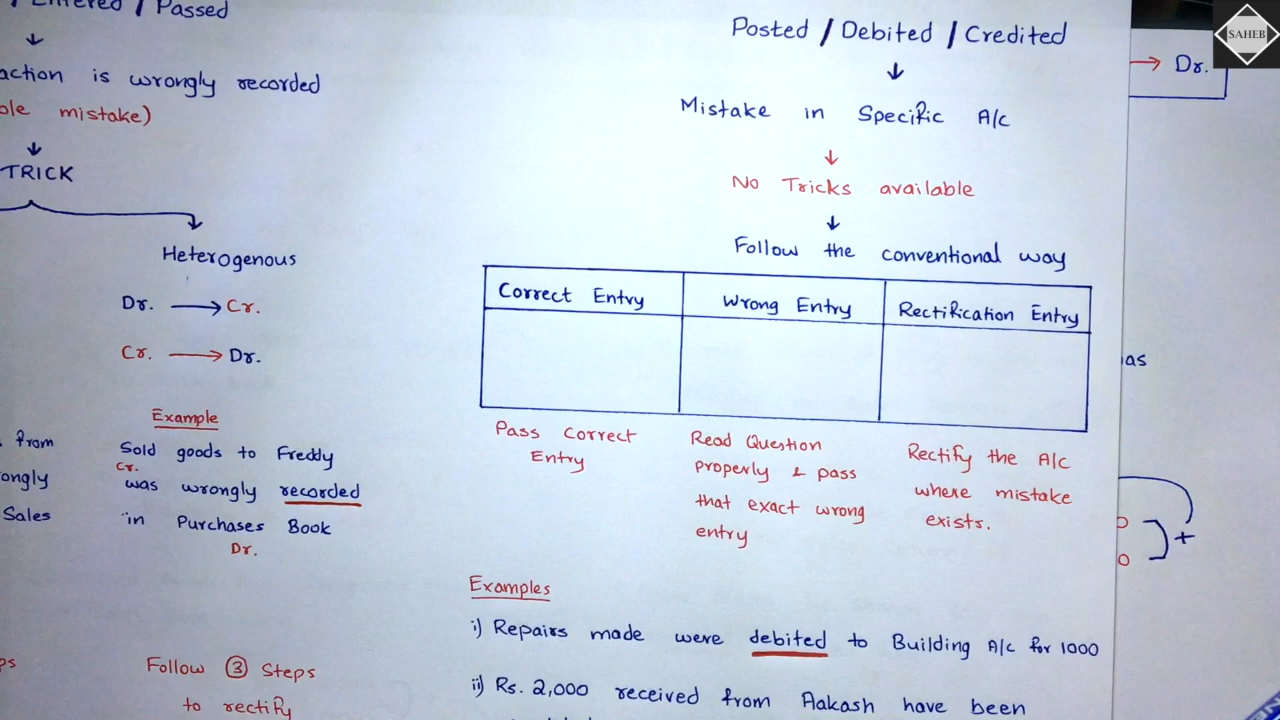 Entered / Passed
action is wrongly recorded
mistake)
TRICK
Heterogenous
Dr. → Cr.
Cr. → Dr.
Example
Sold goods to Freddy
Cr.
was wrongly recorded
in Purchases Book
Dr.
from
Sales
Follow 3 Steps
to rectify
Posted / Debited / Credited
Mistake in Specific A/c
No Tricks available
Follow the conventional way
Correct Entry
Wrong Entry
Rectification Entry
Pass Correct
Entry
Read Question
properly & pass
that exact wrong
entry
Rectify the A/c
where mistake
exists.
Examples
i) Repairs made were debited to Building A/c for 1000
ii) Rs. 2,000 received from Aakash have been
→ Dr.
as
+
SAHEB